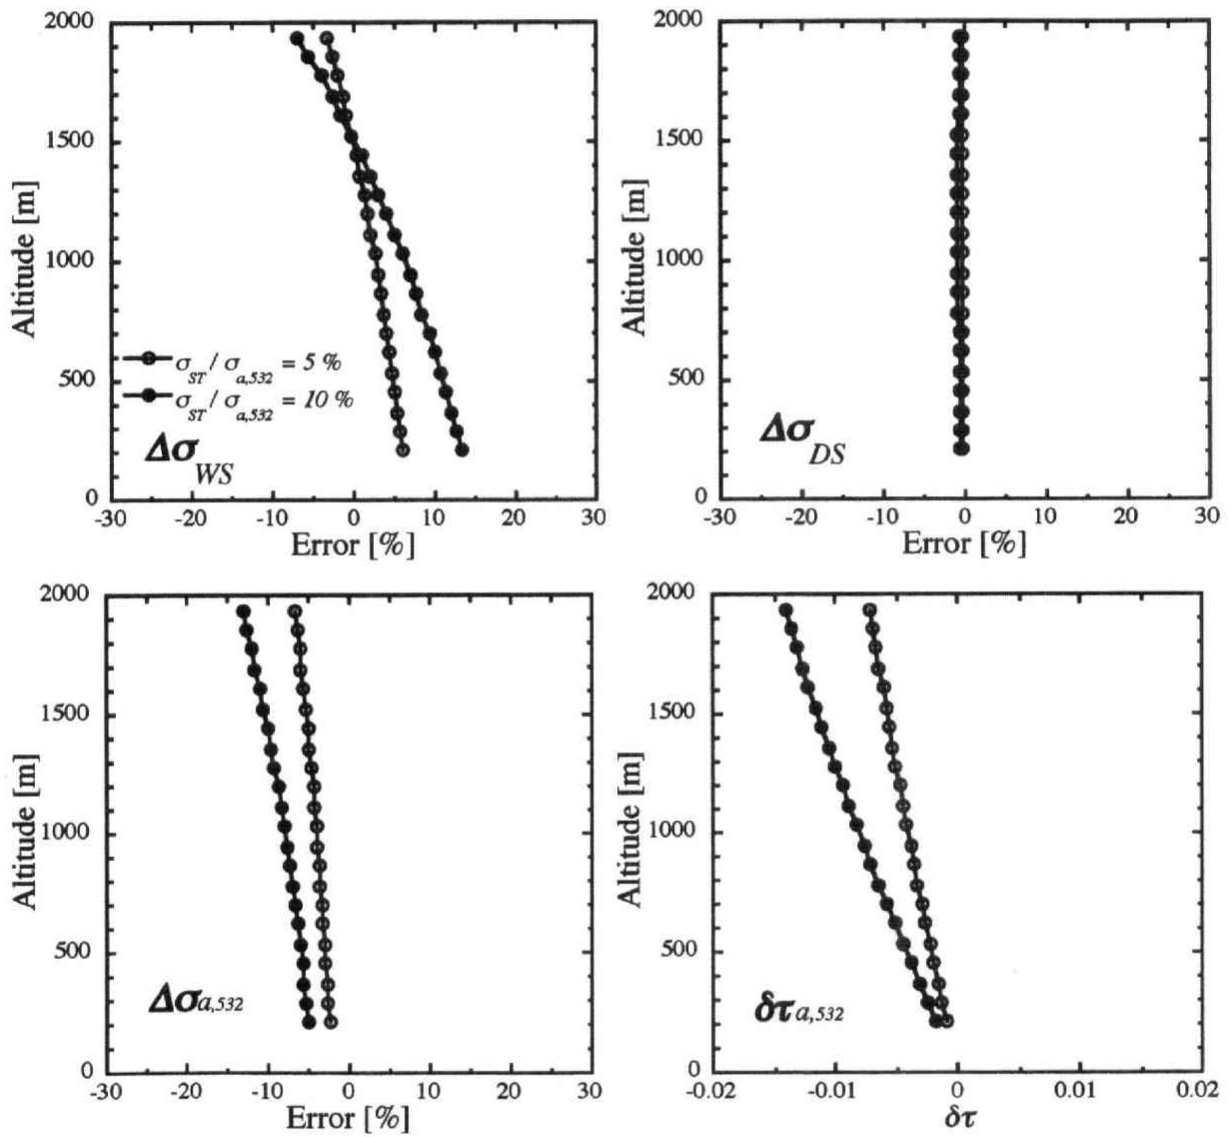 2000
1500
1000
500
0
Altitude [m]
σST / σa,532 = 5 %
σST / σa,532 = 10 %
ΔσWS
-30 -20 -10 0 10 20 30
Error [%]
2000
1500
1000
500
0
Altitude [m]
ΔσDS
-30 -20 -10 0 10 20 30
Error [%]
2000
1500
1000
500
0
Altitude [m]
Δσa,532
-30 -20 -10 0 10 20 30
Error [%]
2000
1500
1000
500
0
Altitude [m]
δτa,532
-0.02 -0.01 0 0.01 0.02
δτ